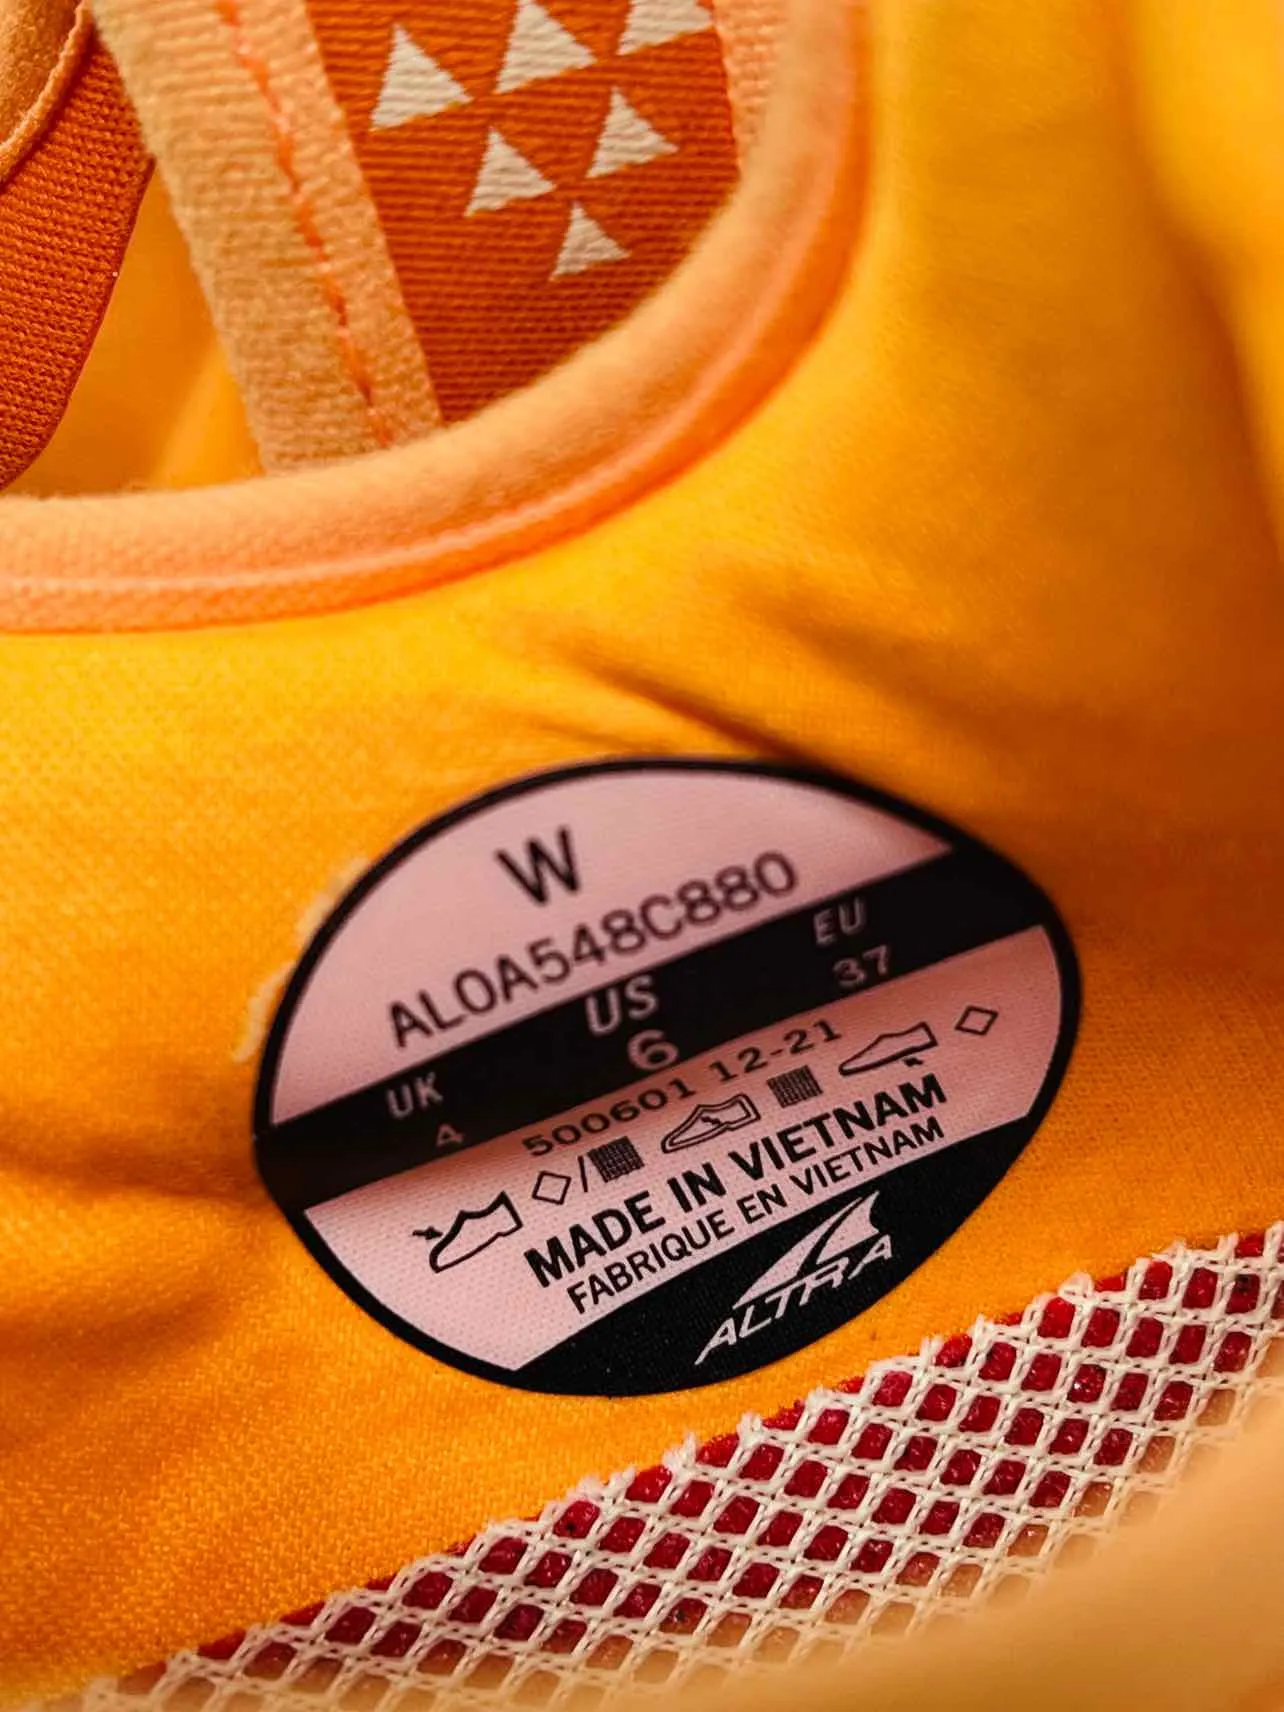 W
AL0A548C880
UK US EU
4 6 37
500601 12-21
/
MADE IN VIETNAM
FABRIQUE EN VIETNAM
ALTRA